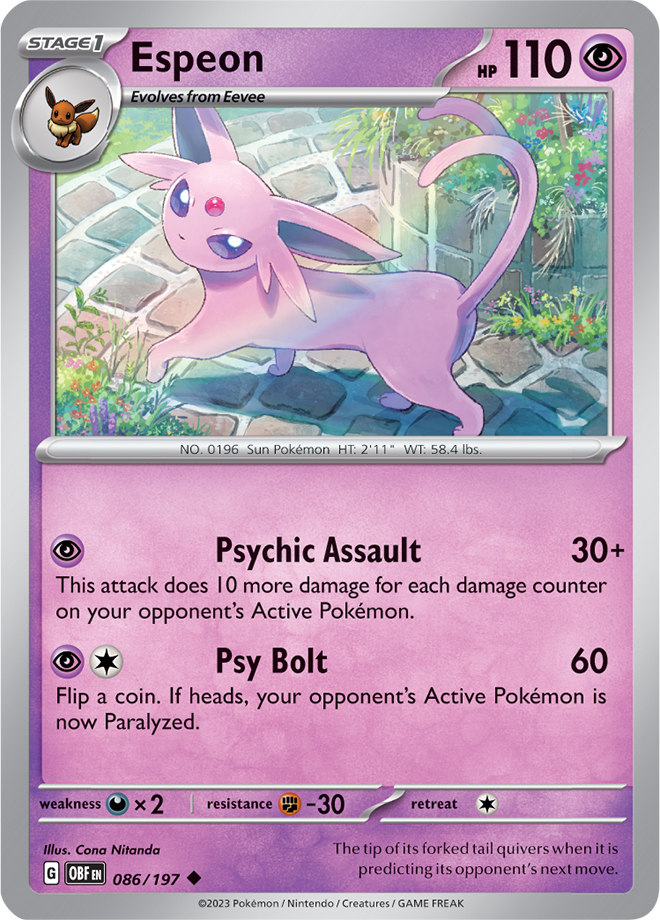 STAGE1
Espeon
HP 110
Evolves from Eevee
NO. 0196 Sun Pokémon HT: 2'11" WT: 58.4 lbs.
Psychic Assault 30+
This attack does 10 more damage for each damage counter
on your opponent's Active Pokémon.
Psy Bolt 60
Flip a coin. If heads, your opponent's Active Pokémon is
now Paralyzed.
weakness ×2 resistance -30 retreat
Illus. Cona Nitanda
G OBF EN 086/197
The tip of its forked tail quivers when it is
predicting its opponent's next move.
©2023 Pokémon / Nintendo / Creatures / GAME FREAK